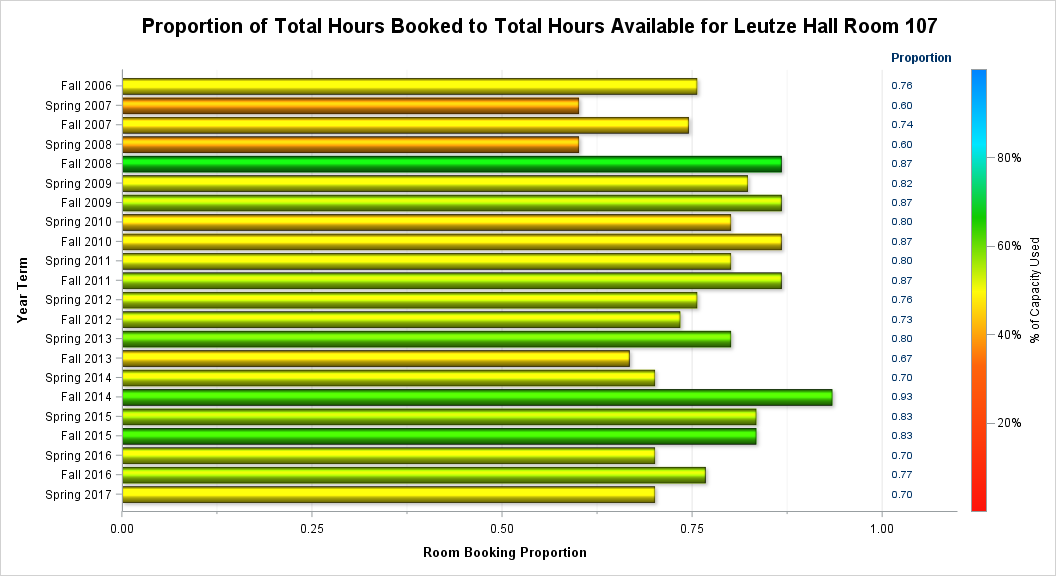 Proportion of Total Hours Booked to Total Hours Available for Leutze Hall Room 107
Proportion
Fall 2006 0.76
Spring 2007 0.60
Fall 2007 0.74
Spring 2008 0.60
Fall 2008 0.87
Spring 2009 0.82
Fall 2009 0.87
Spring 2010 0.80
Fall 2010 0.87
Spring 2011 0.80
Fall 2011 0.87
Spring 2012 0.76
Fall 2012 0.73
Spring 2013 0.80
Fall 2013 0.67
Spring 2014 0.70
Fall 2014 0.93
Spring 2015 0.83
Fall 2015 0.83
Spring 2016 0.70
Fall 2016 0.77
Spring 2017 0.70
Year Term
0.00 0.25 0.50 0.75 1.00
Room Booking Proportion
80%
60%
40%
20%
% of Capacity Used